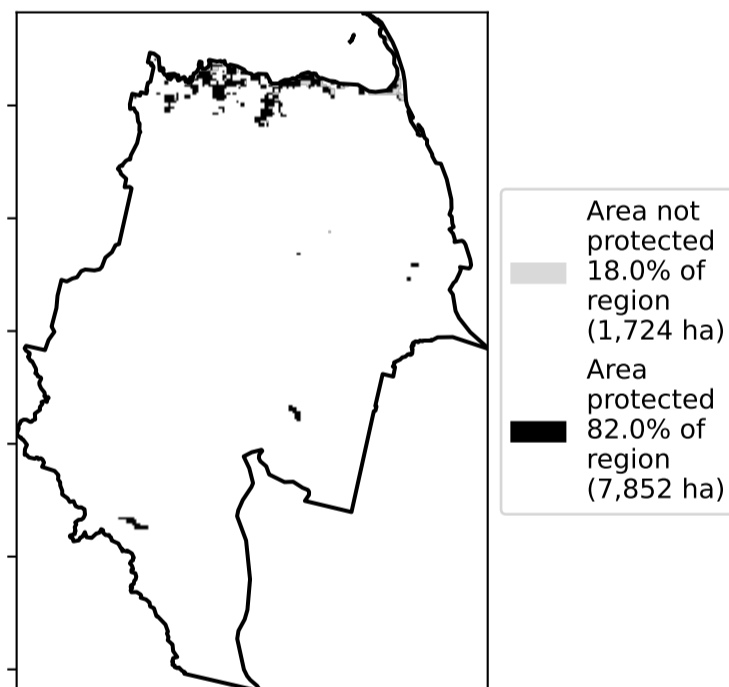 Area not
protected
18.0% of
region
(1,724 ha)
Area
protected
82.0% of
region
(7,852 ha)